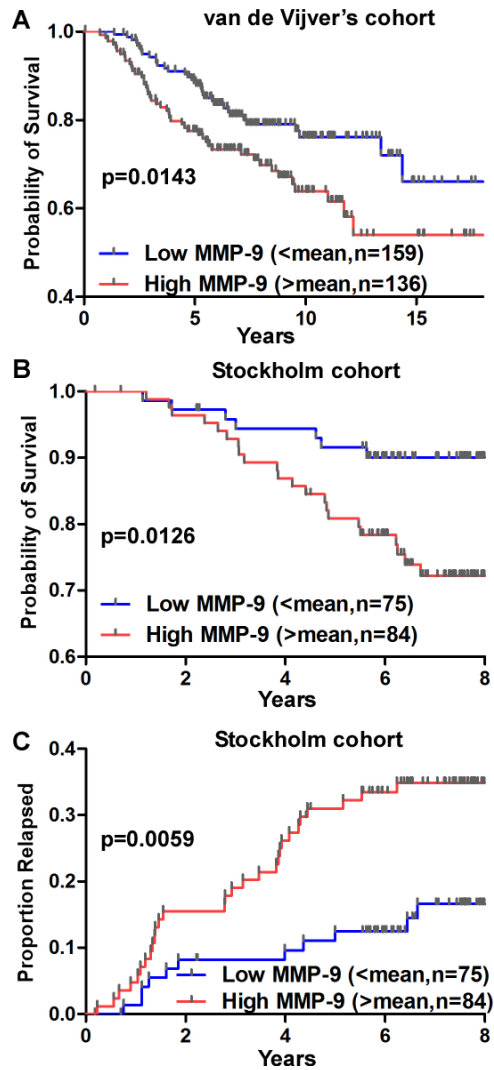 A
van de Vijver’s cohort
Probability of Survival
1.0
0.8
0.6
0.4
p=0.0143
Low MMP-9 (<mean,n=159)
High MMP-9 (>mean,n=136)
0 5 10 15
Years
B
Stockholm cohort
Probability of Survival
1.0
0.9
0.8
0.7
0.6
p=0.0126
Low MMP-9 (<mean,n=75)
High MMP-9 (>mean,n=84)
0 2 4 6 8
Years
C
Stockholm cohort
Proportion Relapsed
0.4
0.3
0.2
0.1
0.0
p=0.0059
Low MMP-9 (<mean,n=75)
High MMP-9 (>mean,n=84)
0 2 4 6 8
Years